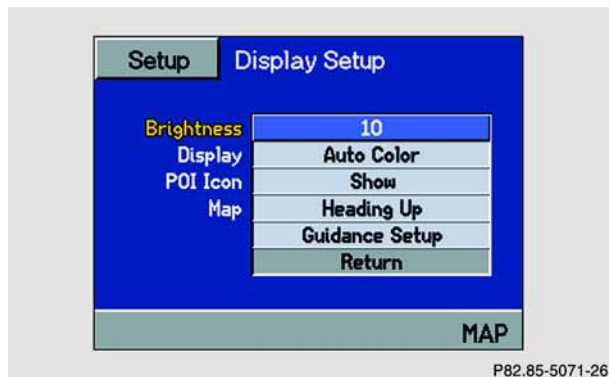 Setup Display Setup
Brightness 10
Display Auto Color
POI Icon Show
Map Heading Up
Guidance Setup
Return
MAP
P82.85-5071-26